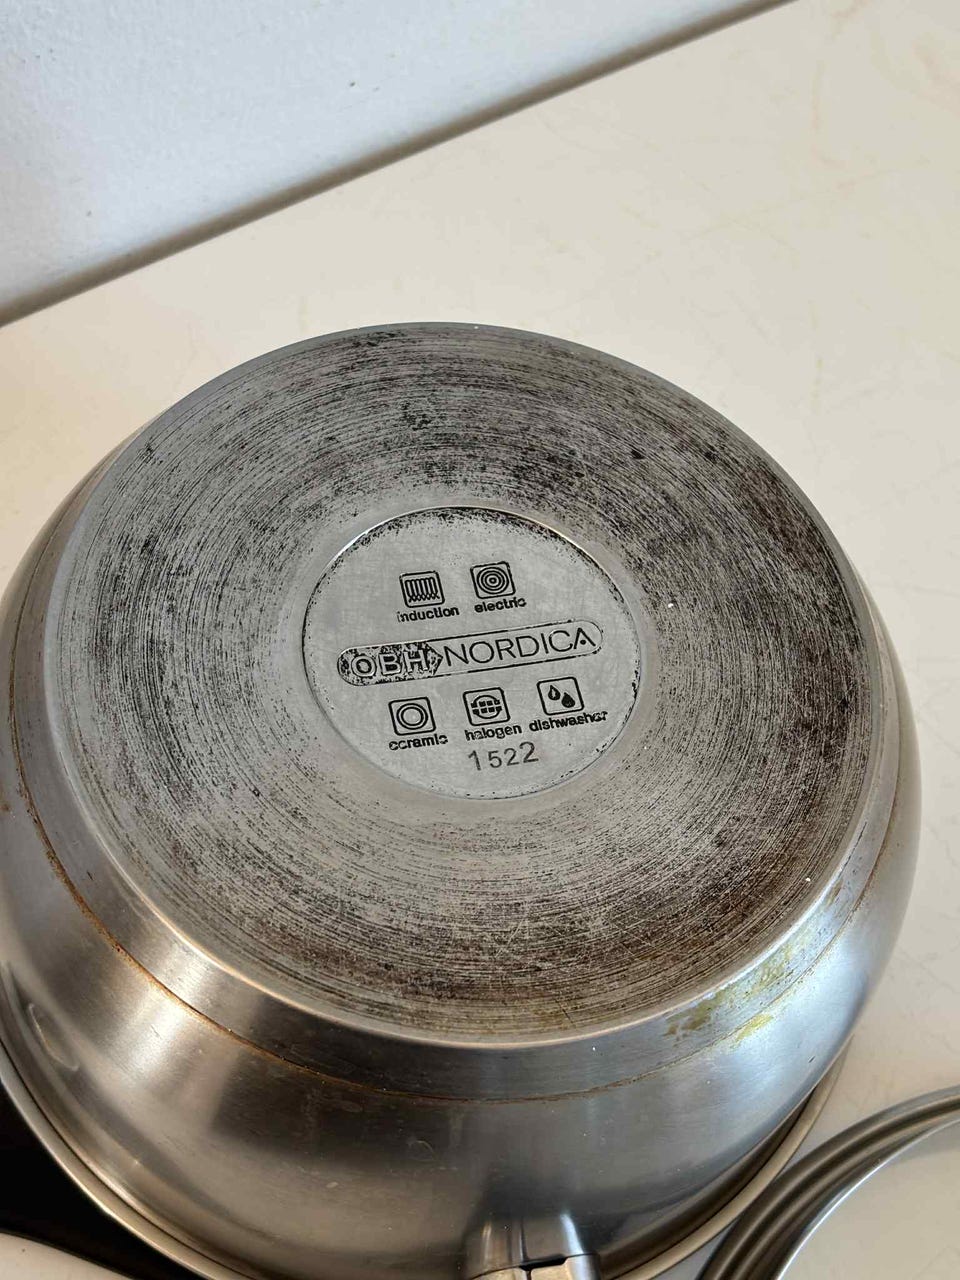 induction electric
OBH NORDICA
ceramic halogen dishwasher
1522